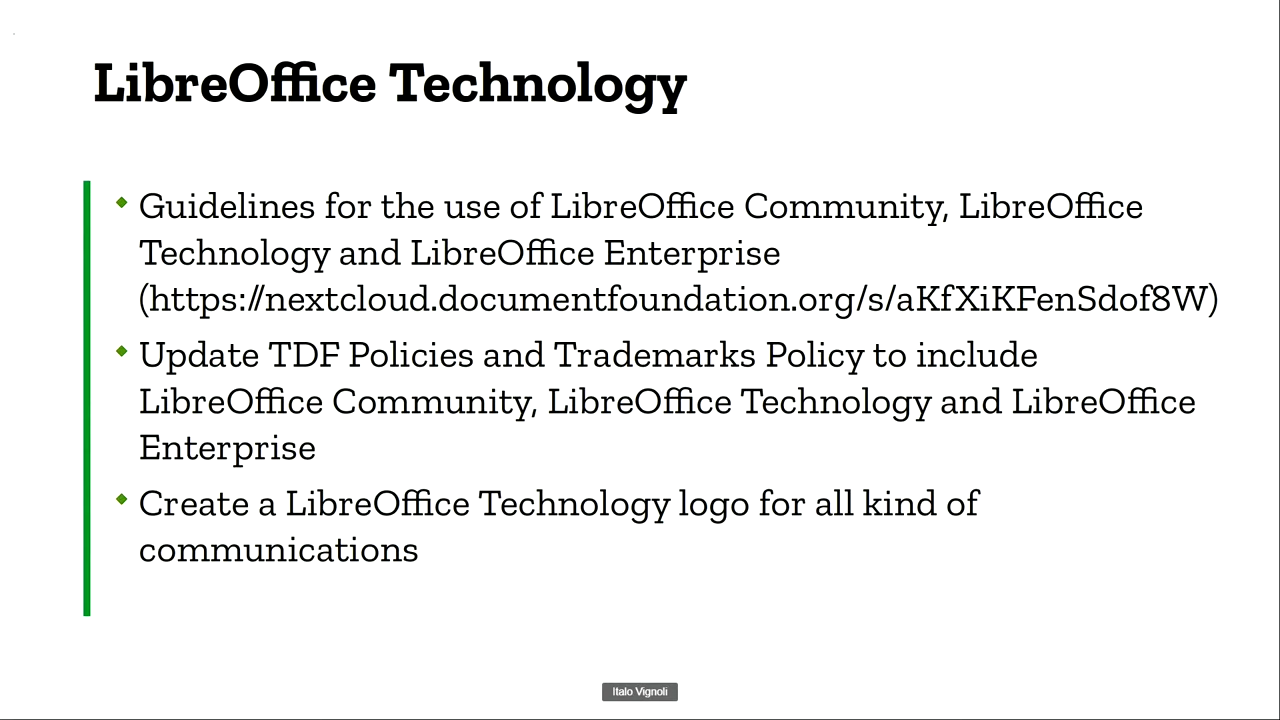 LibreOffice Technology
Guidelines for the use of LibreOffice Community, LibreOffice
Technology and LibreOffice Enterprise
(https://nextcloud.documentfoundation.org/s/aKfXiKFenSdof8W)
Update TDF Policies and Trademarks Policy to include
LibreOffice Community, LibreOffice Technology and LibreOffice
Enterprise
Create a LibreOffice Technology logo for all kind of
communications
Italo Vignoli